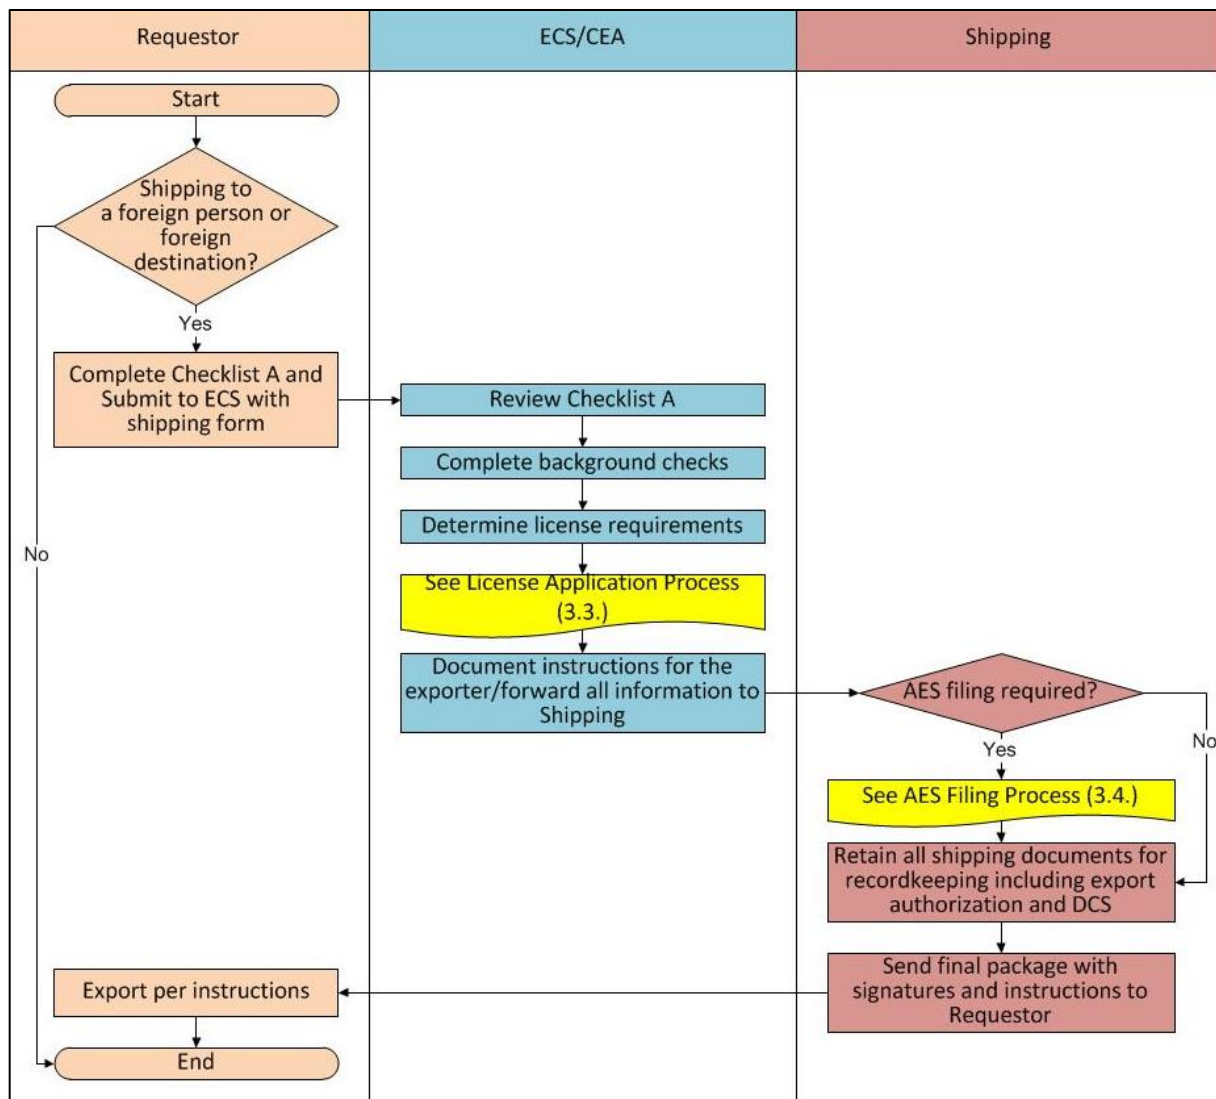 Requestor
ECS/CEA
Shipping
Start
Shipping to
a foreign person or
foreign
destination?
Yes
No
Complete Checklist A and
Submit to ECS with
shipping form
Review Checklist A
Complete background checks
Determine license requirements
See License Application Process
(3.3.)
Document instructions for the
exporter/forward all information to
Shipping
AES filing required?
Yes
No
See AES Filing Process (3.4.)
Retain all shipping documents for
recordkeeping including export
authorization and DCS
Send final package with
signatures and instructions to
Requestor
Export per instructions
End